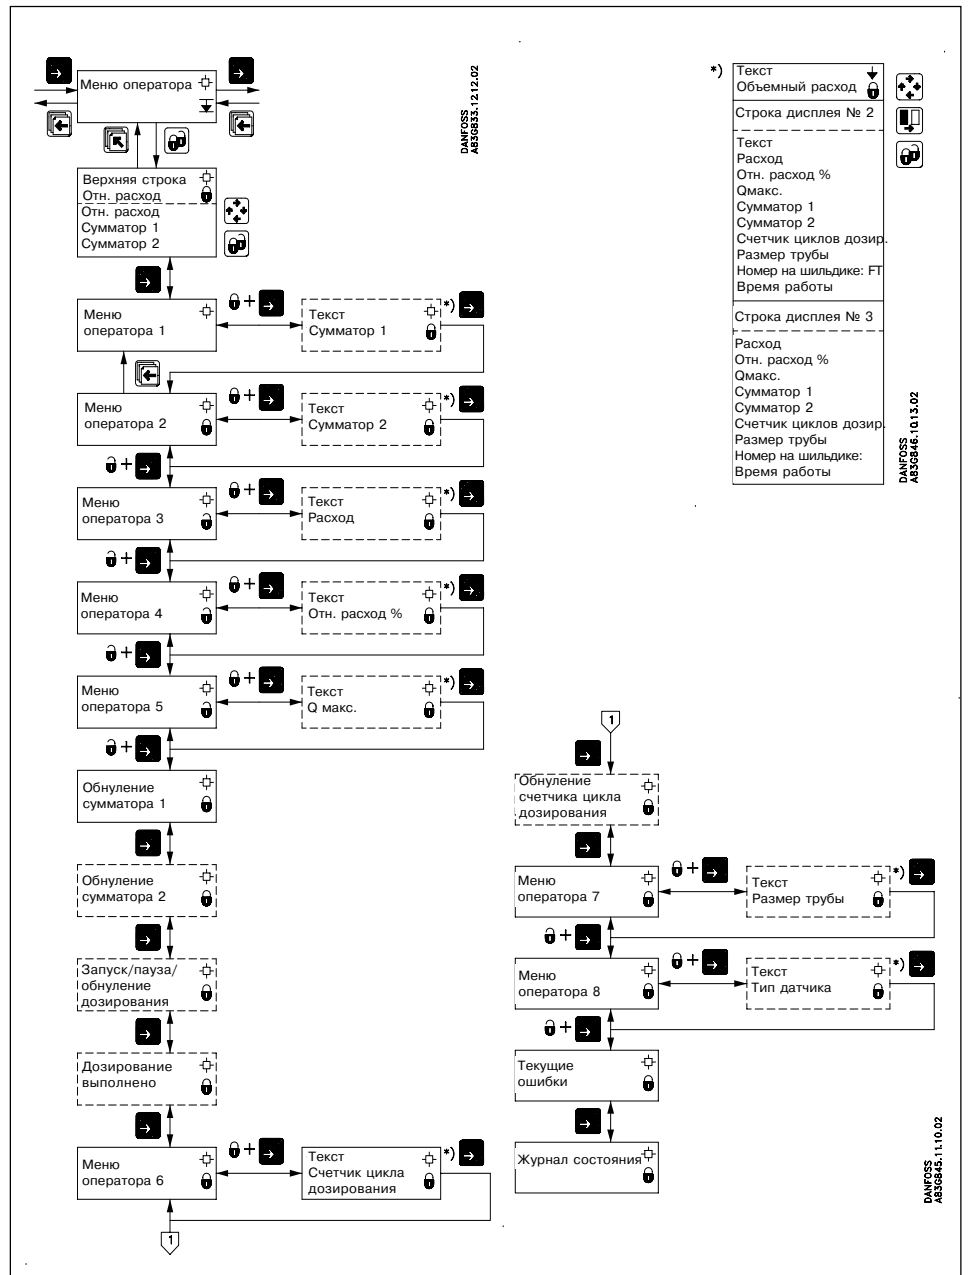 Меню оператора
DANFOSS
A83G833.12.12.02
Верхняя строка
Отн. расход
Отн. расход
Сумматор 1
Сумматор 2
Меню
оператора 1
+
Текст
Сумматор 1
*)
Меню
оператора 2
+
Текст
Сумматор 2
*)
+
Меню
оператора 3
+
Текст
Расход
*)
+
Меню
оператора 4
+
Текст
Отн. расход %
*)
+
Меню
оператора 5
+
Текст
Q макс.
*)
+
Обнуление
сумматора 1
Обнуление
сумматора 2
Запуск/пауза/
обнуление
дозирования
Дозирование
выполнено
Меню
оператора 6
+
Текст
Счетчик цикла
дозирования
*)
1
*)
Текст
Объемный расход
Строка дисплея № 2
Текст
Расход
Отн. расход %
Qмакс.
Сумматор 1
Сумматор 2
Счетчик циклов дозир.
Размер трубы
Номер на шильдике: FT
Время работы
Строка дисплея № 3
Расход
Отн. расход %
Qмакс.
Сумматор 1
Сумматор 2
Счетчик циклов дозир.
Размер трубы
Номер на шильдике:
Время работы
DANFOSS
A83G846.10.13.02
1
Обнуление
счетчика цикла
дозирования
Меню
оператора 7
+
Текст
Размер трубы
*)
+
Меню
оператора 8
+
Текст
Тип датчика
*)
+
Текущие
ошибки
Журнал состояния
DANFOSS
A83G845.11.10.02